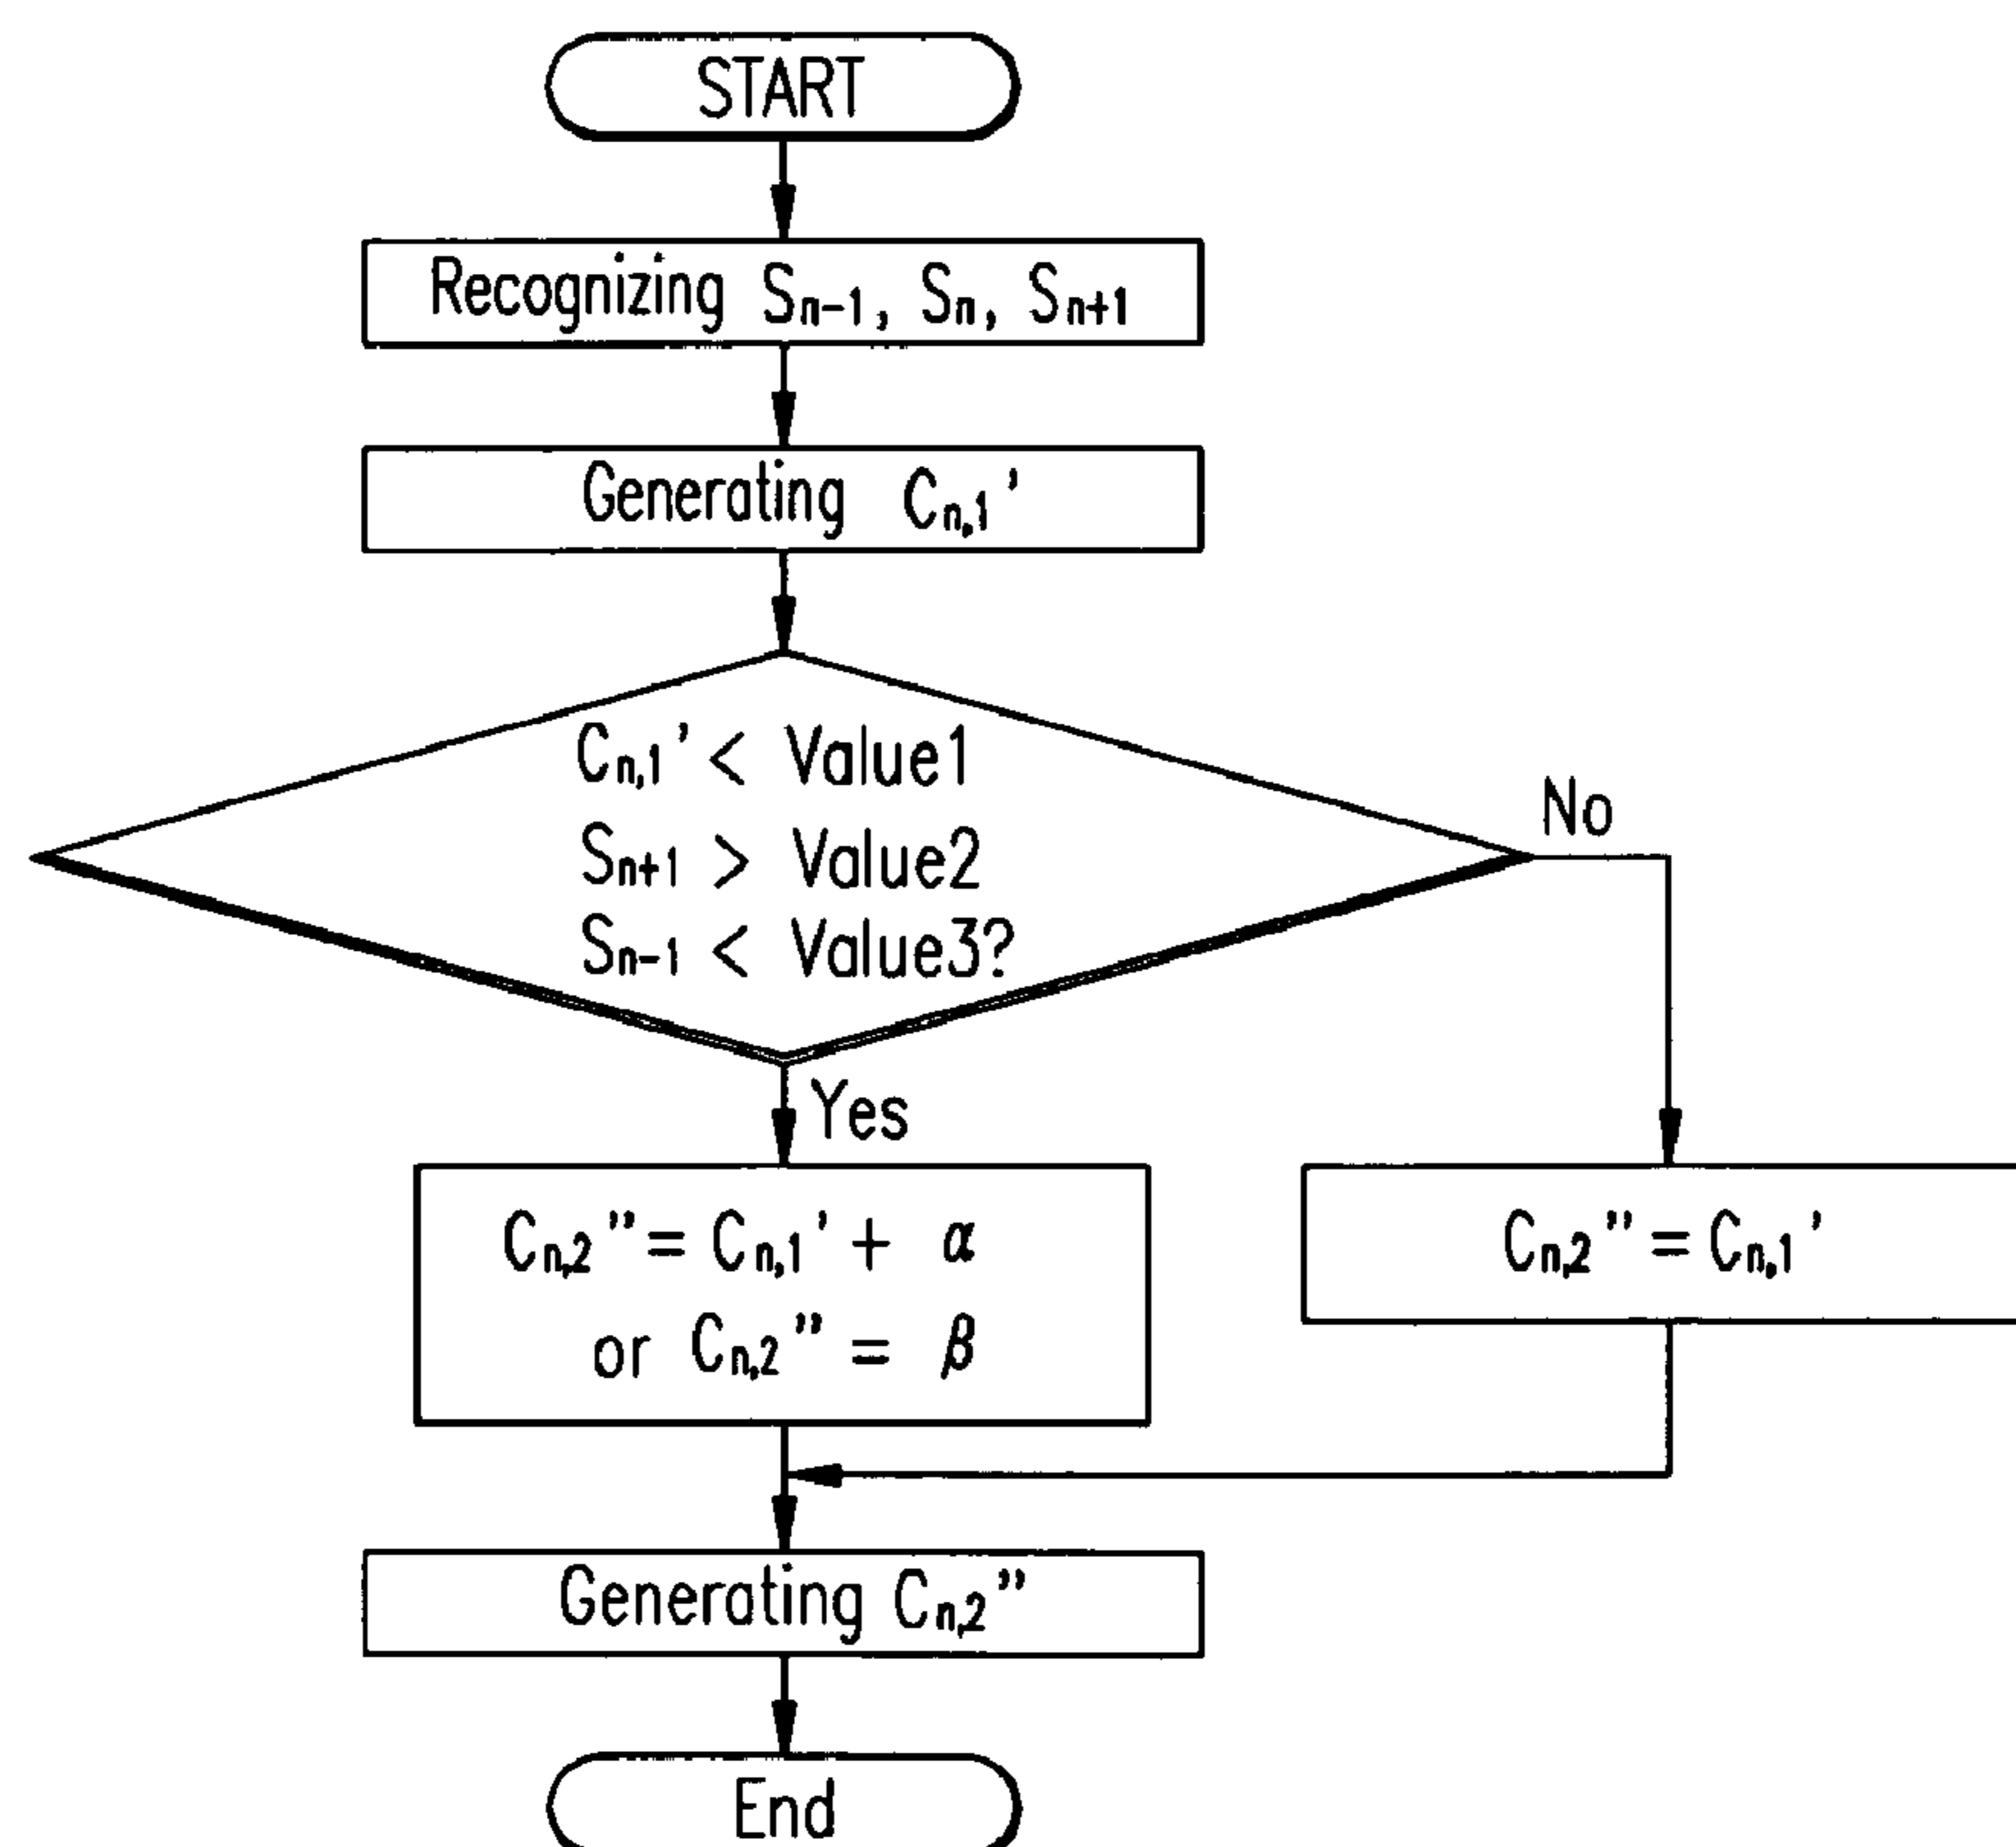 START
Recognizing Sn-1, Sn, Sn+1
Generating Cn,1'
Cn,1' < Value1
Sn+1 > Value2
Sn-1 < Value3?
No
Yes
Cn,2" = Cn,1' + α
or Cn,2" = β
Cn,2" = Cn,1'
Generating Cn,2"
End